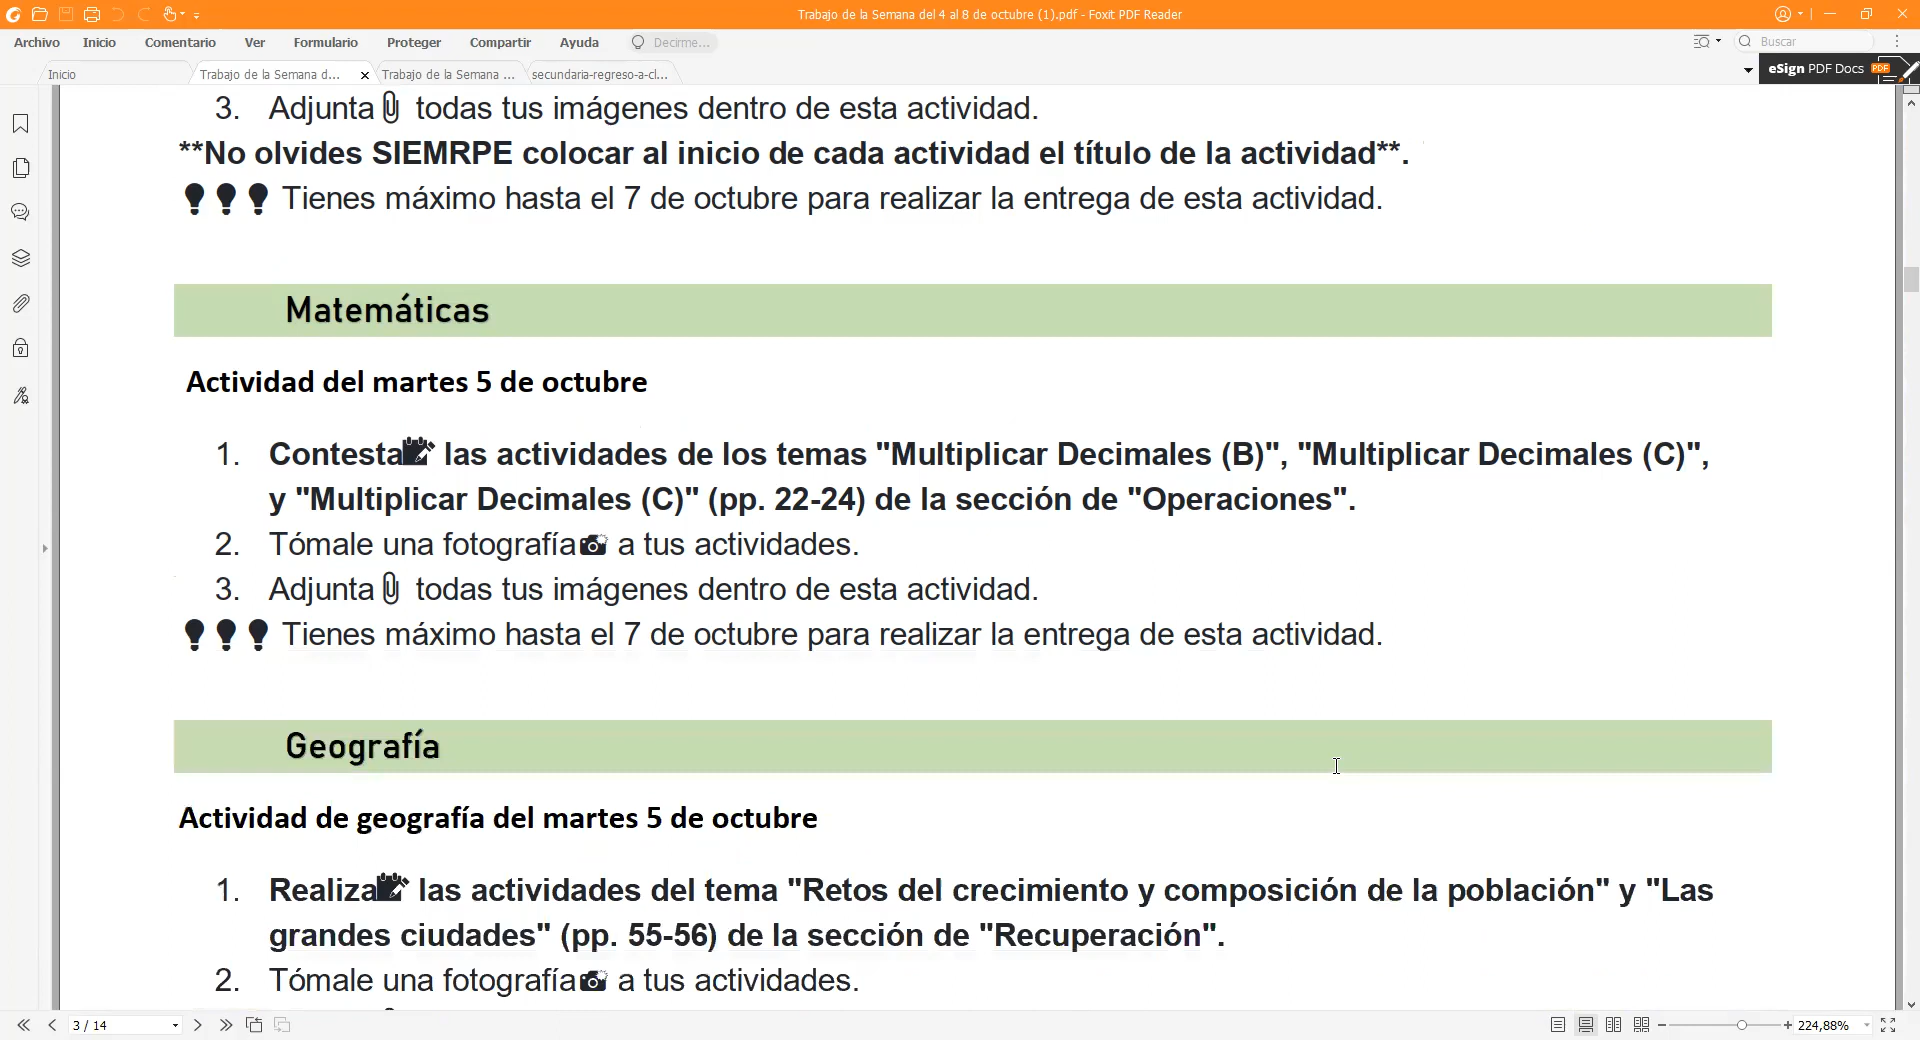 Trabajo de la Semana del 4 al 8 de octubre (1).pdf - Foxit PDF Reader
Archivo Inicio Comentario Ver Formulario Proteger Compartir Ayuda Decirme... Buscar
Inicio Trabajo de la Semana d... Trabajo de la Semana ... secundaria-regreso-a-cl... eSign PDF Docs PDF
3. Adjunta todas tus imágenes dentro de esta actividad.
**No olvides SIEMRPE colocar al inicio de cada actividad el título de la actividad**.
Tienes máximo hasta el 7 de octubre para realizar la entrega de esta actividad.
Matemáticas
Actividad del martes 5 de octubre
1. Contesta las actividades de los temas "Multiplicar Decimales (B)", "Multiplicar Decimales (C)",
y "Multiplicar Decimales (C)" (pp. 22-24) de la sección de "Operaciones".
2. Tómale una fotografía a tus actividades.
3. Adjunta todas tus imágenes dentro de esta actividad.
Tienes máximo hasta el 7 de octubre para realizar la entrega de esta actividad.
Geografía
Actividad de geografía del martes 5 de octubre
1. Realiza las actividades del tema "Retos del crecimiento y composición de la población" y "Las
grandes ciudades" (pp. 55-56) de la sección de "Recuperación".
2. Tómale una fotografía a tus actividades.
3 / 14 224,88%